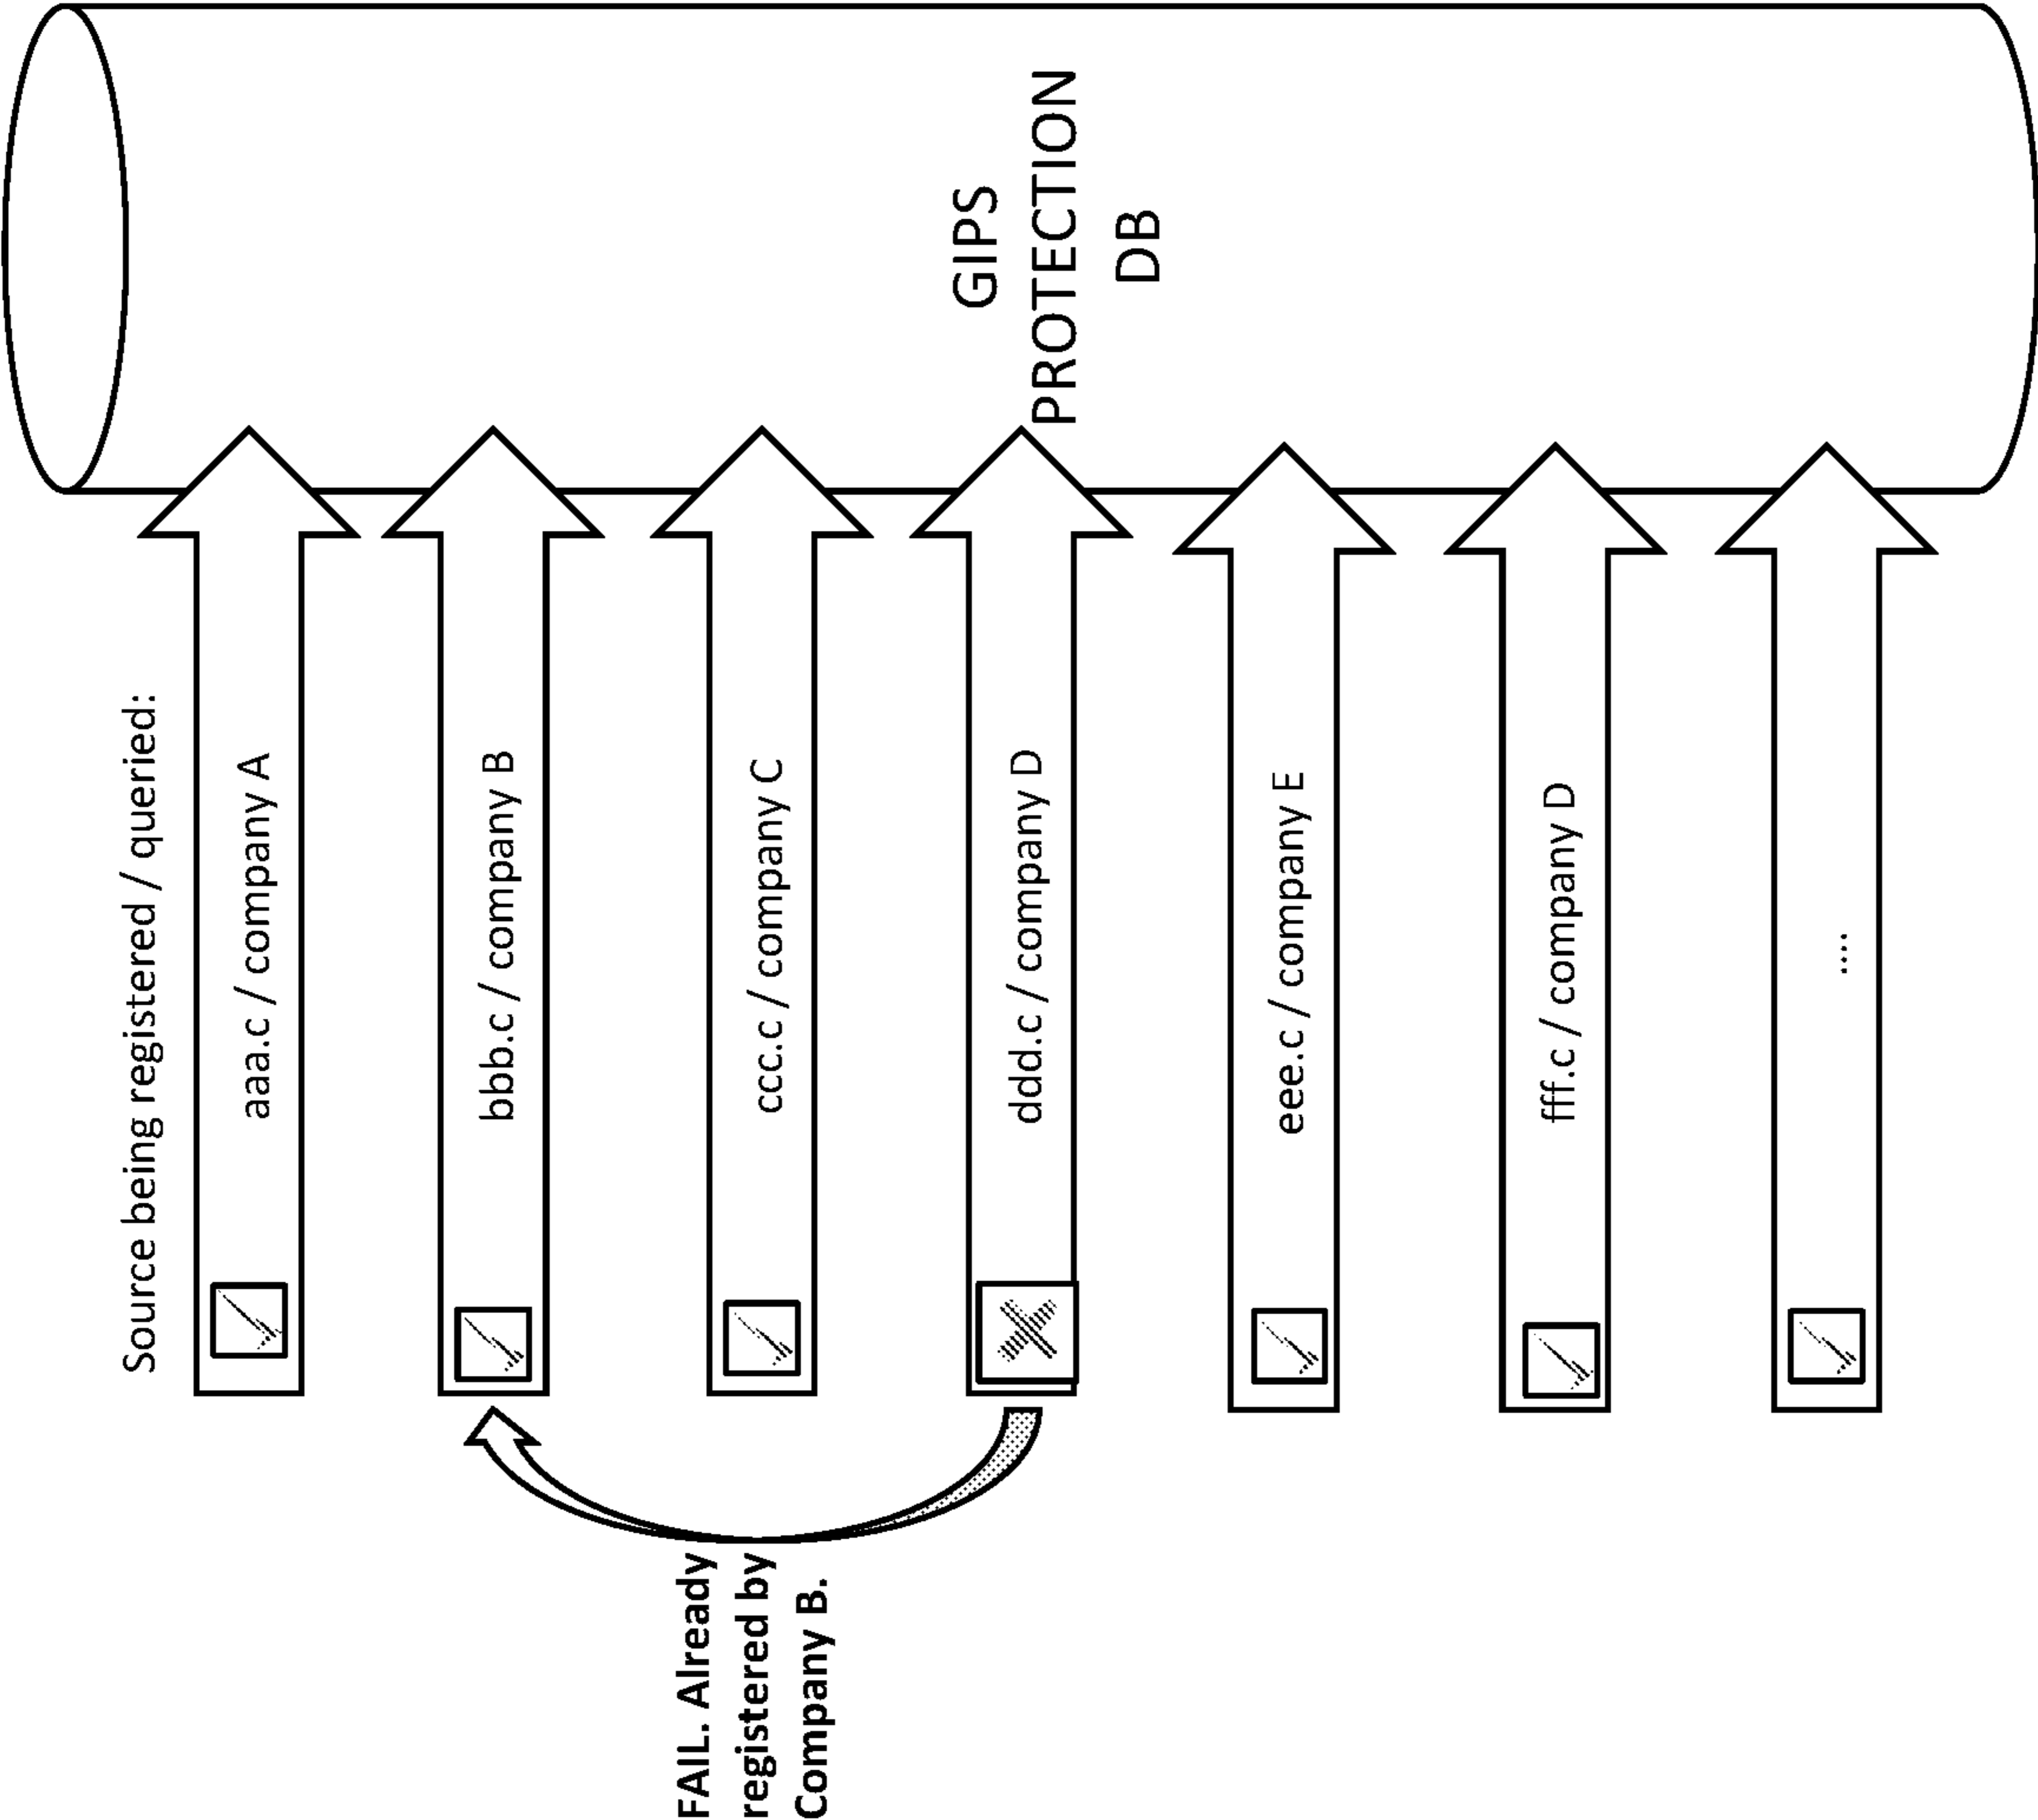 Source being registered / queried:
aaa.c / company A
bbb.c / company B
ccc.c / company C
ddd.c / company D
eee.c / company E
fff.c / company D
....
FAIL. Already
registered by
Company B.
GIPS
PROTECTION
DB